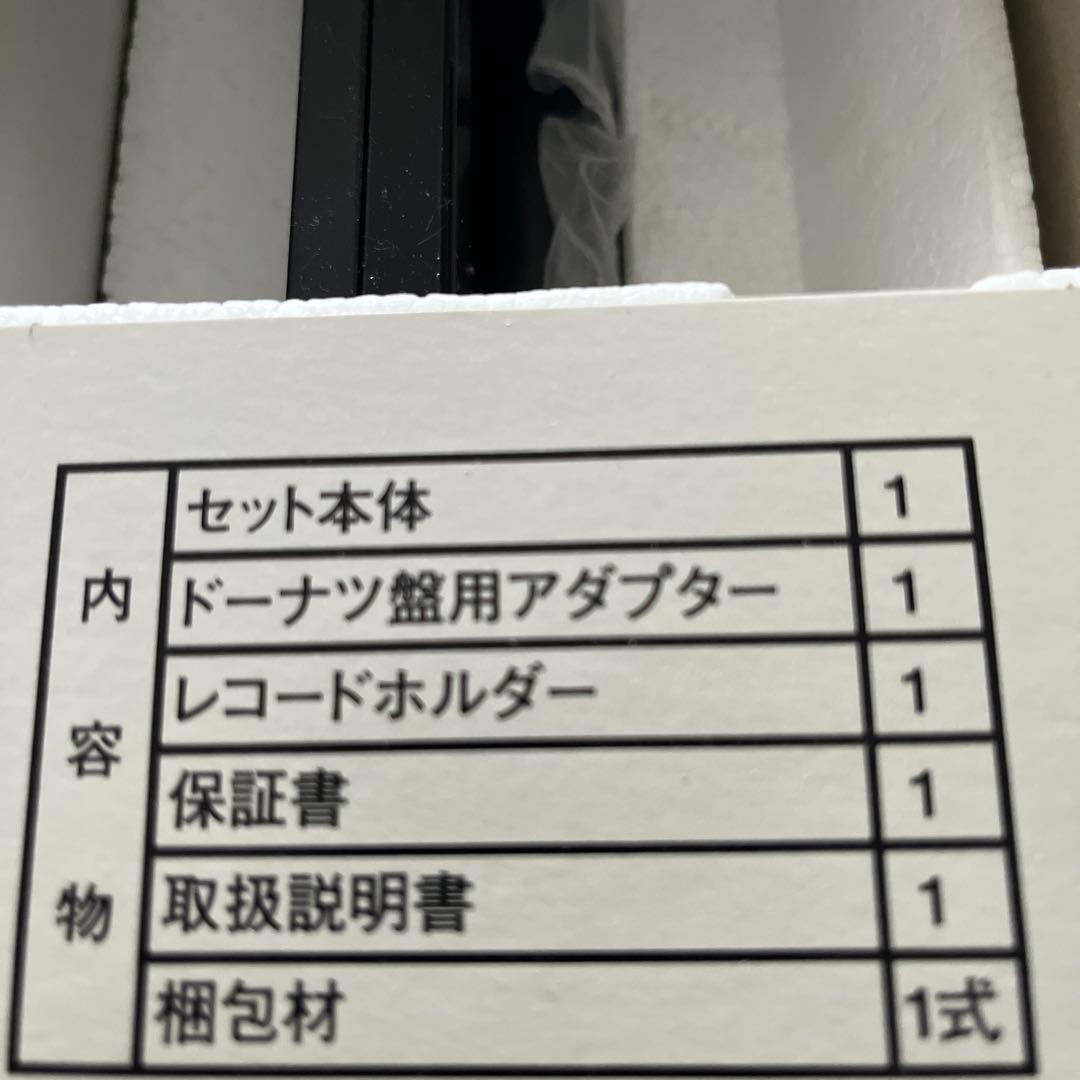 内容物
セット本体 1
ドーナツ盤用アダプター 1
レコードホルダー 1
保証書 1
取扱説明書 1
梱包材 1式